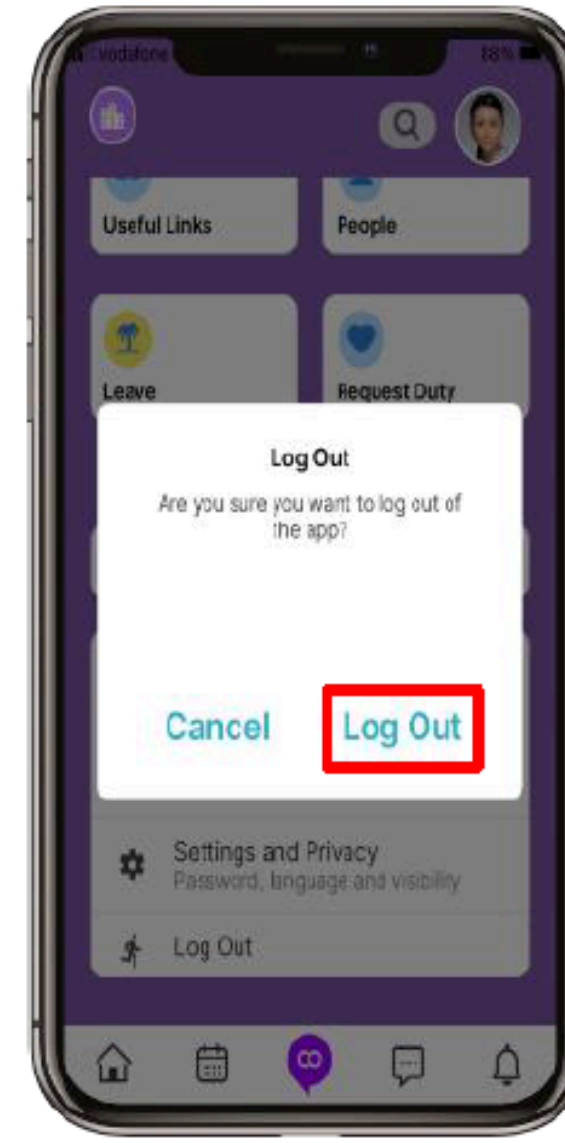 vodafone 88%
Useful Links People
Leave Request Duty
Log Out
Are you sure you want to log out of
the app?
Cancel Log Out
Settings and Privacy
Password, language and visibility
Log Out